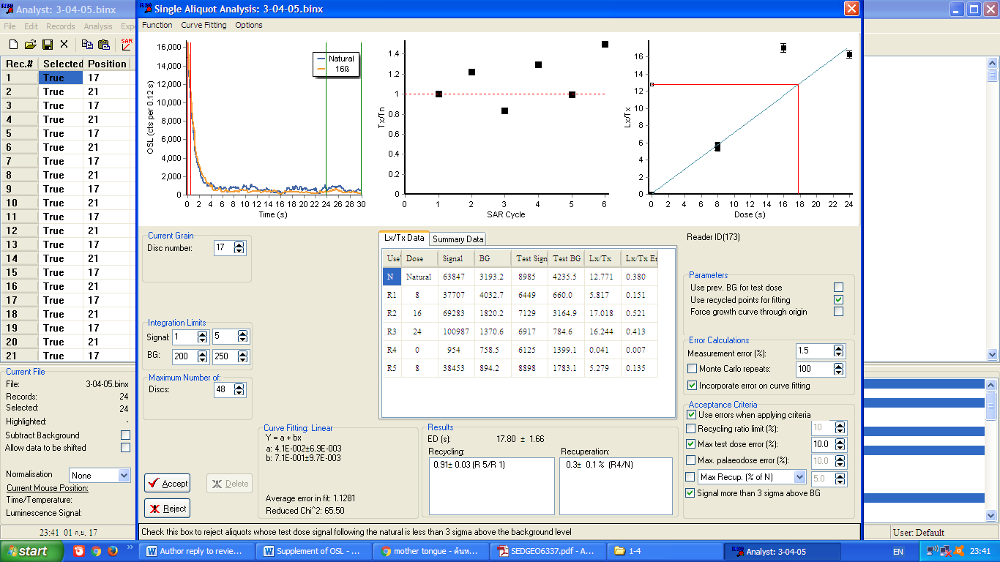 Analyst: 3-04-05.binx
File Edit Records Analysis Exp
SAR
Rec.# Selected Position
1 True 17
2 True 21
3 True 17
4 True 21
5 True 17
6 True 21
7 True 17
8 True 21
9 True 17
10 True 21
11 True 17
12 True 21
13 True 17
14 True 21
15 True 17
16 True 21
17 True 17
18 True 21
19 True 17
20 True 21
21 True 17
Current File
File: 3-04-05.binx
Records: 24
Selected: 24
Highlighted: -
Subtract Background
Allow data to be shifted
Normalisation None
Current Mouse Position:
Time/Temperature:
Luminescence Signal:
23:41 01 ก.ย. 17
Single Aliquot Analysis: 3-04-05.binx
Function Curve Fitting Options
OSL (cts per 0.12 s)
16,000
14,000
12,000
10,000
8,000
6,000
4,000
2,000
0
Natural
16ß
0 2 4 6 8 10 12 14 16 18 20 22 24 26 28 30
Time (s)
Tx/Tn
1.4
1.2
1
0.8
0.6
0.4
0.2
0
0 1 2 3 4 5 6
SAR Cycle
Lx/Tx
16
14
12
10
8
6
4
2
0
0 2 4 6 8 10 12 14 16 18 20 22 24
Dose (s)
Current Grain
Disc number: 17
Integration Limits
Signal: 1 5
BG: 200 250
Maximum Number of:
Discs: 48
Lx/Tx Data Summary Data
Use? Dose Signal BG Test Sign Test BG Lx/Tx Lx/Tx Er
N Natural 63847 3193.2 8985 4235.5 12.771 0.380
R1 8 37707 4032.7 6449 660.0 5.817 0.151
R2 16 69283 1820.2 7129 3164.9 17.018 0.521
R3 24 100987 1370.6 6917 784.6 16.244 0.413
R4 0 954 758.5 6125 1399.1 0.041 0.007
R5 8 38453 894.2 8898 1783.1 5.279 0.135
Reader ID(173)
Parameters
Use prev. BG for test dose
Use recycled points for fitting
Force growth curve through origin
Error Calculations
Measurement error (%): 1.5
Monte Carlo repeats: 100
Incorporate error on curve fitting
Acceptance Criteria
Use errors when applying criteria
Recycling ratio limit (%): 10
Max test dose error (%): 10.0
Max. palaeodose error (%): 10.0
Max Recup. (% of N) 5.0
Signal more than 3 sigma above BG
Accept Delete
Reject
Curve Fitting: Linear
Y = a + bx
a: 4.1E-002±6.9E-003
b: 7.1E-001±9.7E-003
Average error in fit: 1.1281
Reduced Chi^2: 65.50
Results
ED (s): 17.80 ± 1.66
Recycling: Recuperation:
0.91± 0.03 (R 5/R 1) 0.3± 0.1 % (R4/N)
Check this box to reject aliquots whose test dose signal following the natural is less than 3 sigma above the background level
User: Default
start Author reply to revie... Supplement of OSL - ... mother tongue - ค้นห... SEDGEO6337.pdf - A... 1-4 Analyst: 3-04-05 EN 23:41